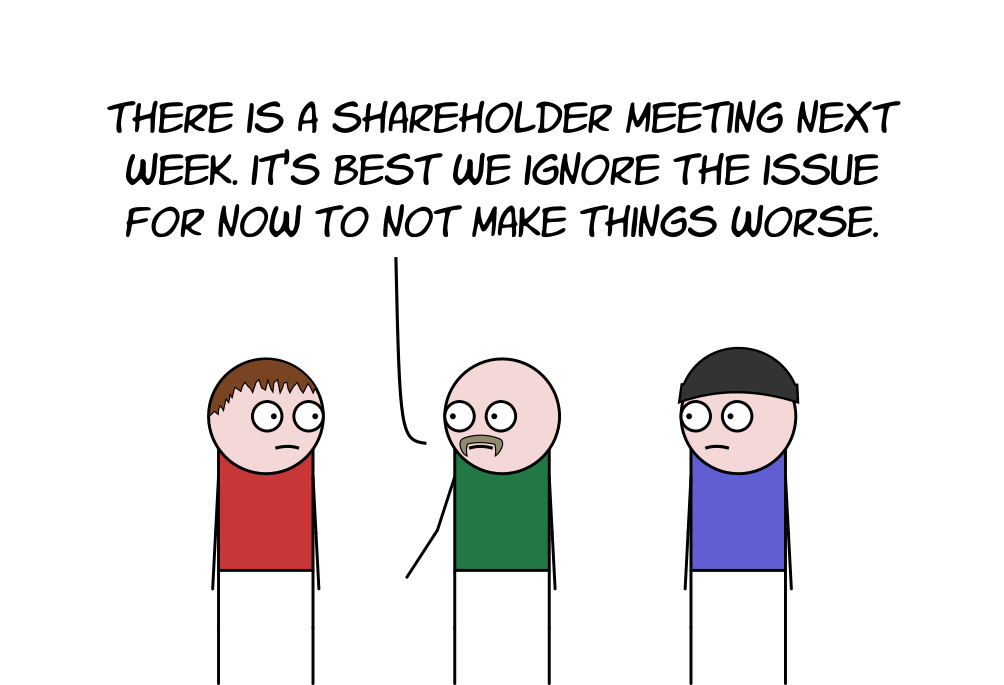 THERE IS A SHAREHOLDER MEETING NEXT
WEEK. IT'S BEST WE IGNORE THE ISSUE
FOR NOW TO NOT MAKE THINGS WORSE.